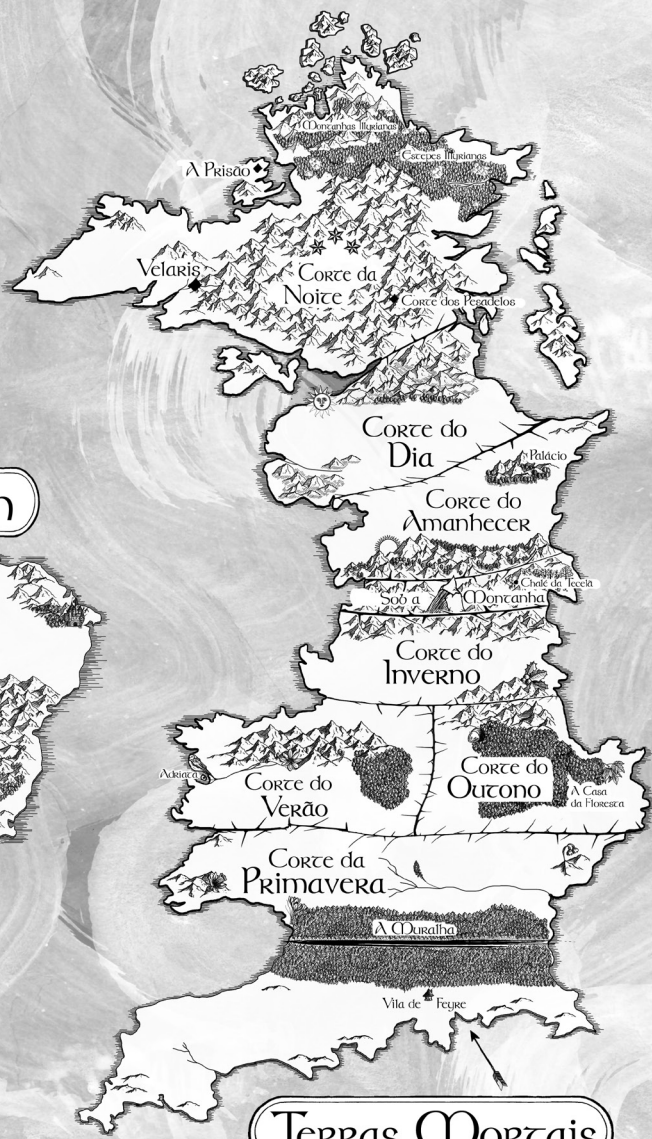 Montanhas Illyrianas
Estepes Illyrianas
A Prisão
Velaris
Corte da
Noite
Corte dos Pesadelos
Corte do
Dia
Palácio
Corte do
Amanhecer
Chalé da Tecelã
Sob a Montanha
Corte do
Inverno
Adriata
Corte do
Verão
Corte do
Outono
A Casa
da Floresta
Corte da
Primavera
A Muralha
Vila de Feyre
Terras Mortais
n